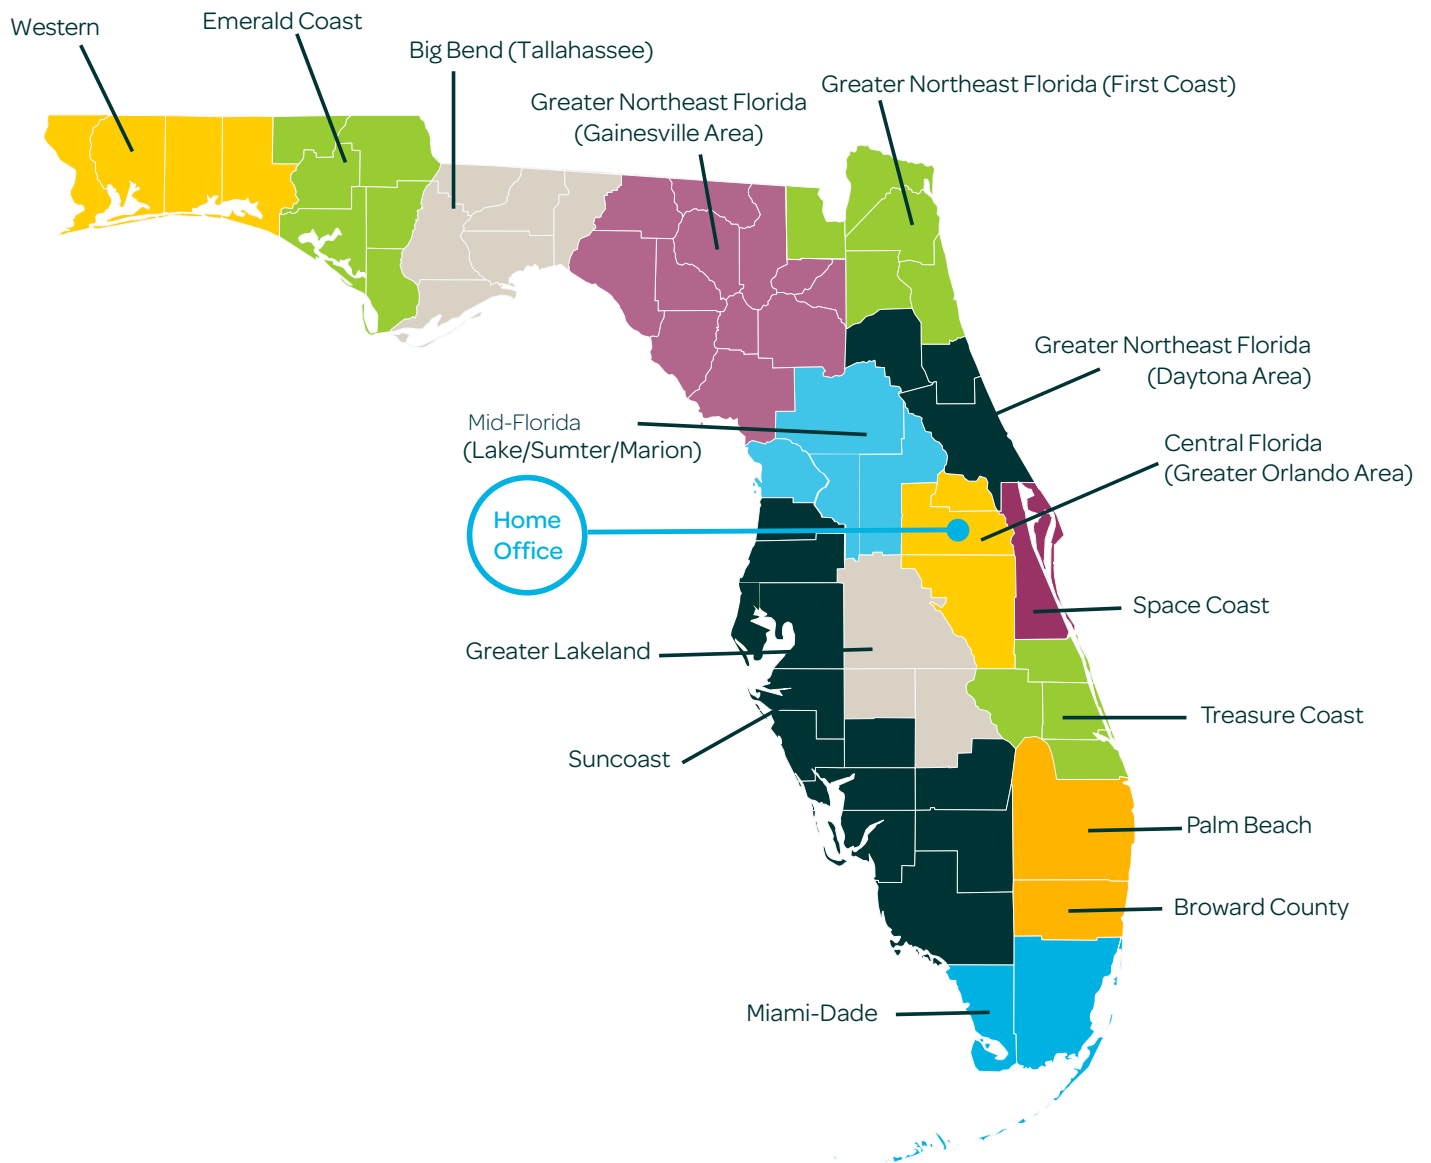 Western
Emerald Coast
Big Bend (Tallahassee)
Greater Northeast Florida
(Gainesville Area)
Greater Northeast Florida (First Coast)
Greater Northeast Florida
(Daytona Area)
Mid-Florida
(Lake/Sumter/Marion)
Central Florida
(Greater Orlando Area)
Home
Office
Space Coast
Greater Lakeland
Treasure Coast
Suncoast
Palm Beach
Broward County
Miami-Dade